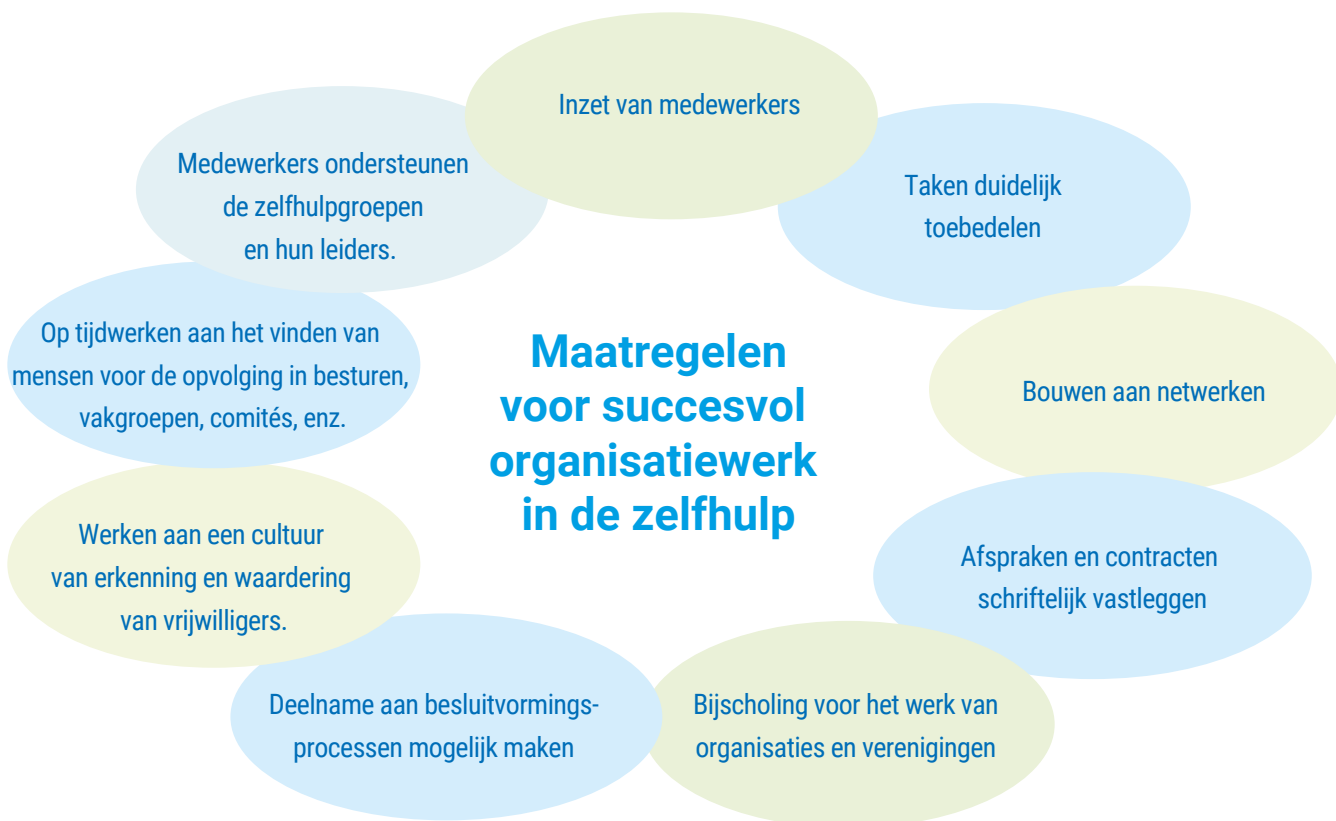 Inzet van medewerkers
Taken duidelijk
toebedelen
Bouwen aan netwerken
Afspraken en contracten
schriftelijk vastleggen
Bijscholing voor het werk van
organisaties en verenigingen
Deelname aan besluitvormings-
processen mogelijk maken
Werken aan een cultuur
van erkenning en waardering
van vrijwilligers.
Op tijdwerken aan het vinden van
mensen voor de opvolging in besturen,
vakgroepen, comités, enz.
Medewerkers ondersteunen
de zelfhulpgroepen
en hun leiders.
Maatregelen
voor succesvol
organisatiewerk
in de zelfhulp